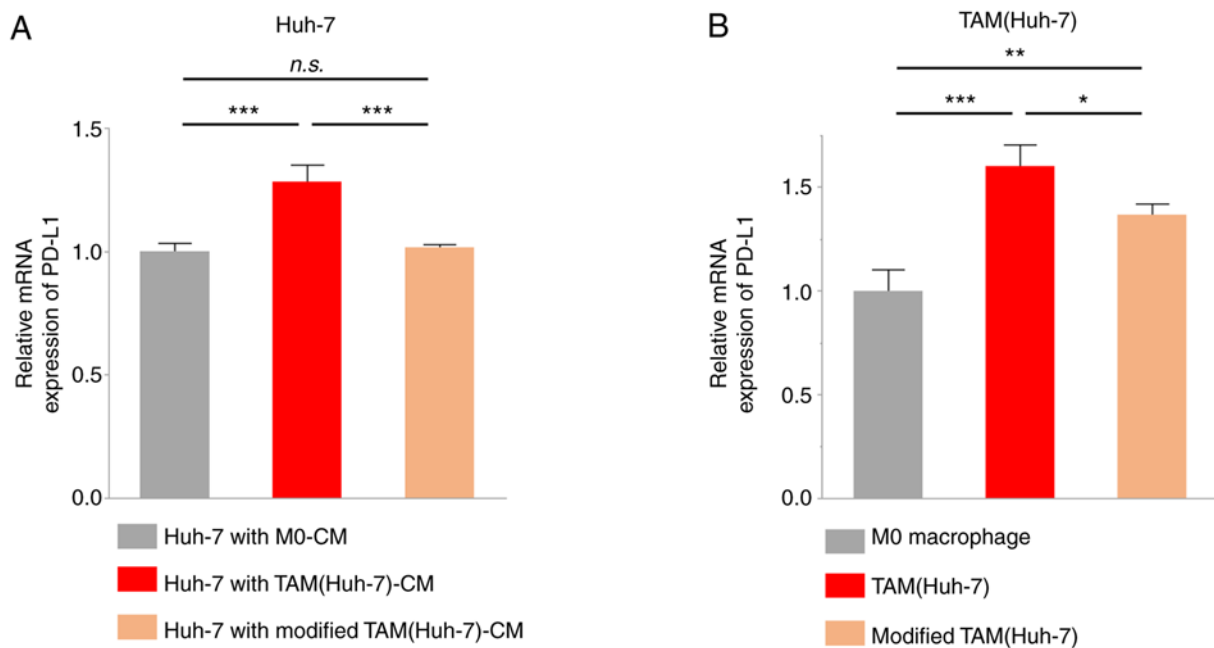 A
Huh-7
n.s.
***
***
Relative mRNA
expression of PD-L1
1.5
1.0
0.5
0.0
Huh-7 with M0-CM
Huh-7 with TAM(Huh-7)-CM
Huh-7 with modified TAM(Huh-7)-CM
B
TAM(Huh-7)
**
***
*
Relative mRNA
expression of PD-L1
1.5
1.0
0.5
0.0
M0 macrophage
TAM(Huh-7)
Modified TAM(Huh-7)